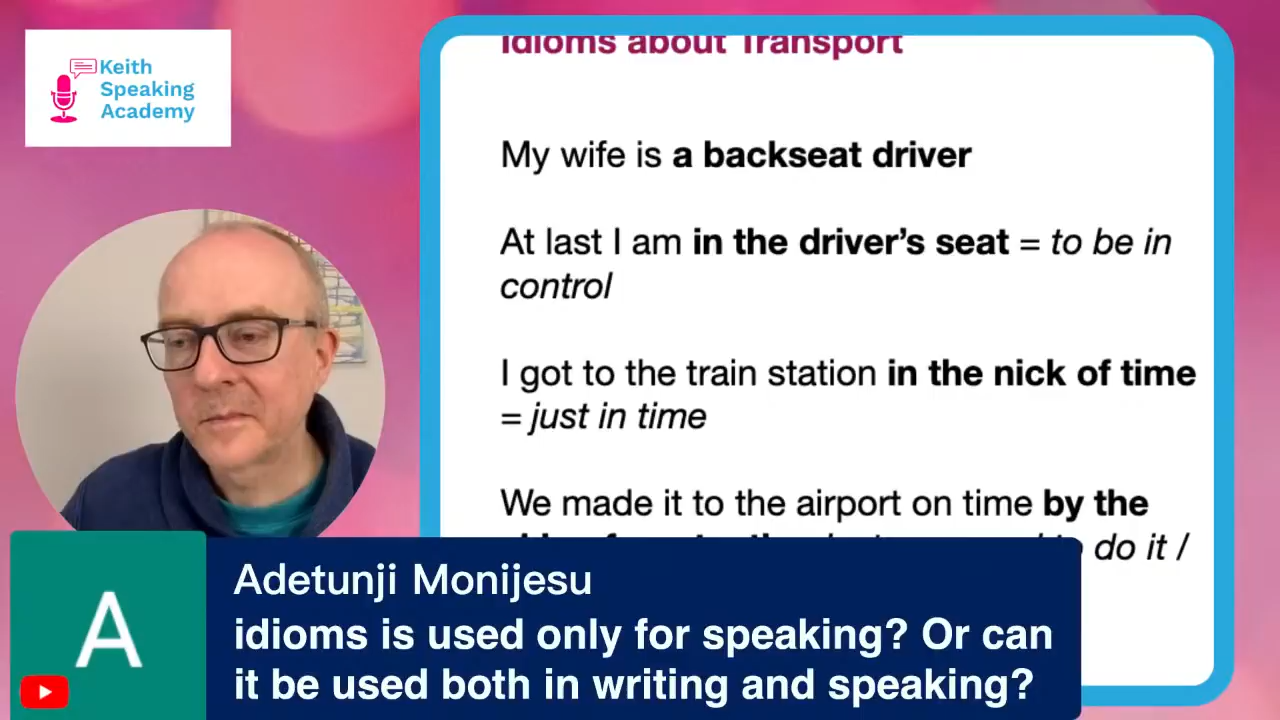 Keith
Speaking
Academy
Idioms about Transport
My wife is a backseat driver
At last I am in the driver's seat = to be in
control
I got to the train station in the nick of time
= just in time
We made it to the airport on time by the
to do it /
A
Adetunji Monijesu
idioms is used only for speaking? Or can
it be used both in writing and speaking?